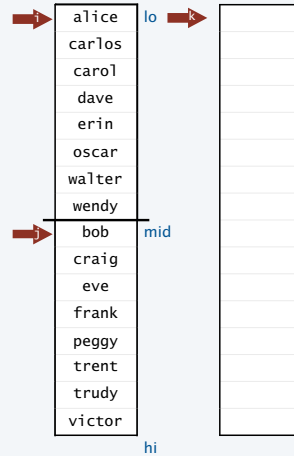 i alice lo k
carlos
carol
dave
erin
oscar
walter
wendy
j bob mid
craig
eve
frank
peggy
trent
trudy
victor
hi